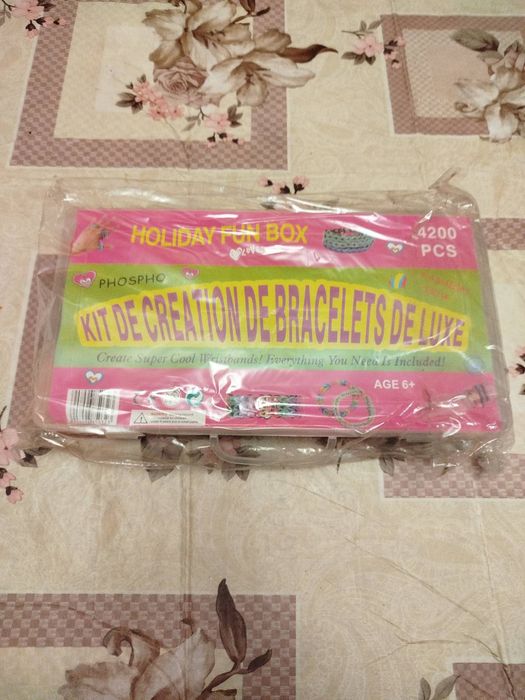 HOLIDAY FUN BOX
4200
PCS
PHOSPHO
KIT DE CREATION DE BRACELETS DE LUXE
Create Super Cool Wristbands! Everything You Need Is Included!
AGE 6+